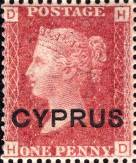 D POSTAGE H
CYPRUS
H ONE PENNY D